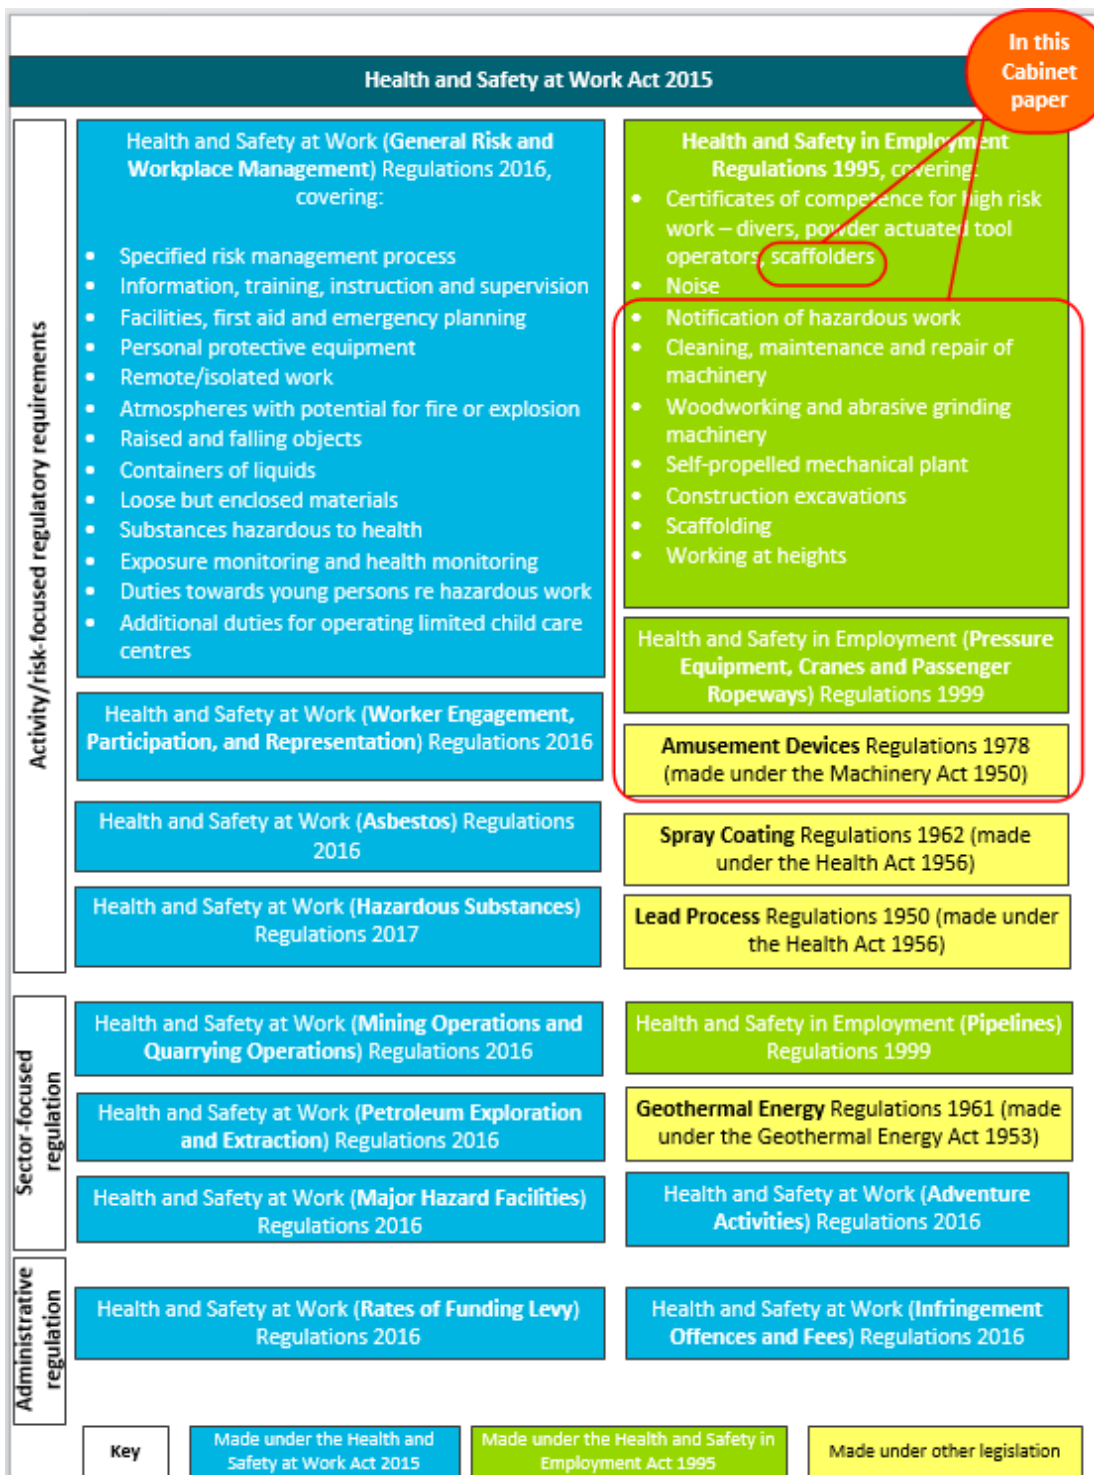 In this
Cabinet
paper
Health and Safety at Work Act 2015
Activity/risk-focused regulatory requirements
Health and Safety at Work (General Risk and
Workplace Management) Regulations 2016,
covering:
• Specified risk management process
• Information, training, instruction and supervision
• Facilities, first aid and emergency planning
• Personal protective equipment
• Remote/isolated work
• Atmospheres with potential for fire or explosion
• Raised and falling objects
• Containers of liquids
• Loose but enclosed materials
• Substances hazardous to health
• Exposure monitoring and health monitoring
• Duties towards young persons re hazardous work
• Additional duties for operating limited child care
centres
Health and Safety at Work (Worker Engagement,
Participation, and Representation) Regulations 2016
Health and Safety at Work (Asbestos) Regulations
2016
Health and Safety at Work (Hazardous Substances)
Regulations 2017
Health and Safety in Employment
Regulations 1995, covering:
• Certificates of competence for high risk
work – divers, powder actuated tool
operators, scaffolders
• Noise
• Notification of hazardous work
• Cleaning, maintenance and repair of
machinery
• Woodworking and abrasive grinding
machinery
• Self-propelled mechanical plant
• Construction excavations
• Scaffolding
• Working at heights
Health and Safety in Employment (Pressure
Equipment, Cranes and Passenger
Ropeways) Regulations 1999
Amusement Devices Regulations 1978
(made under the Machinery Act 1950)
Spray Coating Regulations 1962 (made
under the Health Act 1956)
Lead Process Regulations 1950 (made under
the Health Act 1956)
Sector-focused
regulation
Health and Safety at Work (Mining Operations and
Quarrying Operations) Regulations 2016
Health and Safety at Work (Petroleum Exploration
and Extraction) Regulations 2016
Health and Safety at Work (Major Hazard Facilities)
Regulations 2016
Health and Safety in Employment (Pipelines)
Regulations 1999
Geothermal Energy Regulations 1961 (made
under the Geothermal Energy Act 1953)
Health and Safety at Work (Adventure
Activities) Regulations 2016
Administrative
regulation
Health and Safety at Work (Rates of Funding Levy)
Regulations 2016
Health and Safety at Work (Infringement
Offences and Fees) Regulations 2016
Key
Made under the Health and
Safety at Work Act 2015
Made under the Health and Safety in
Employment Act 1995
Made under other legislation